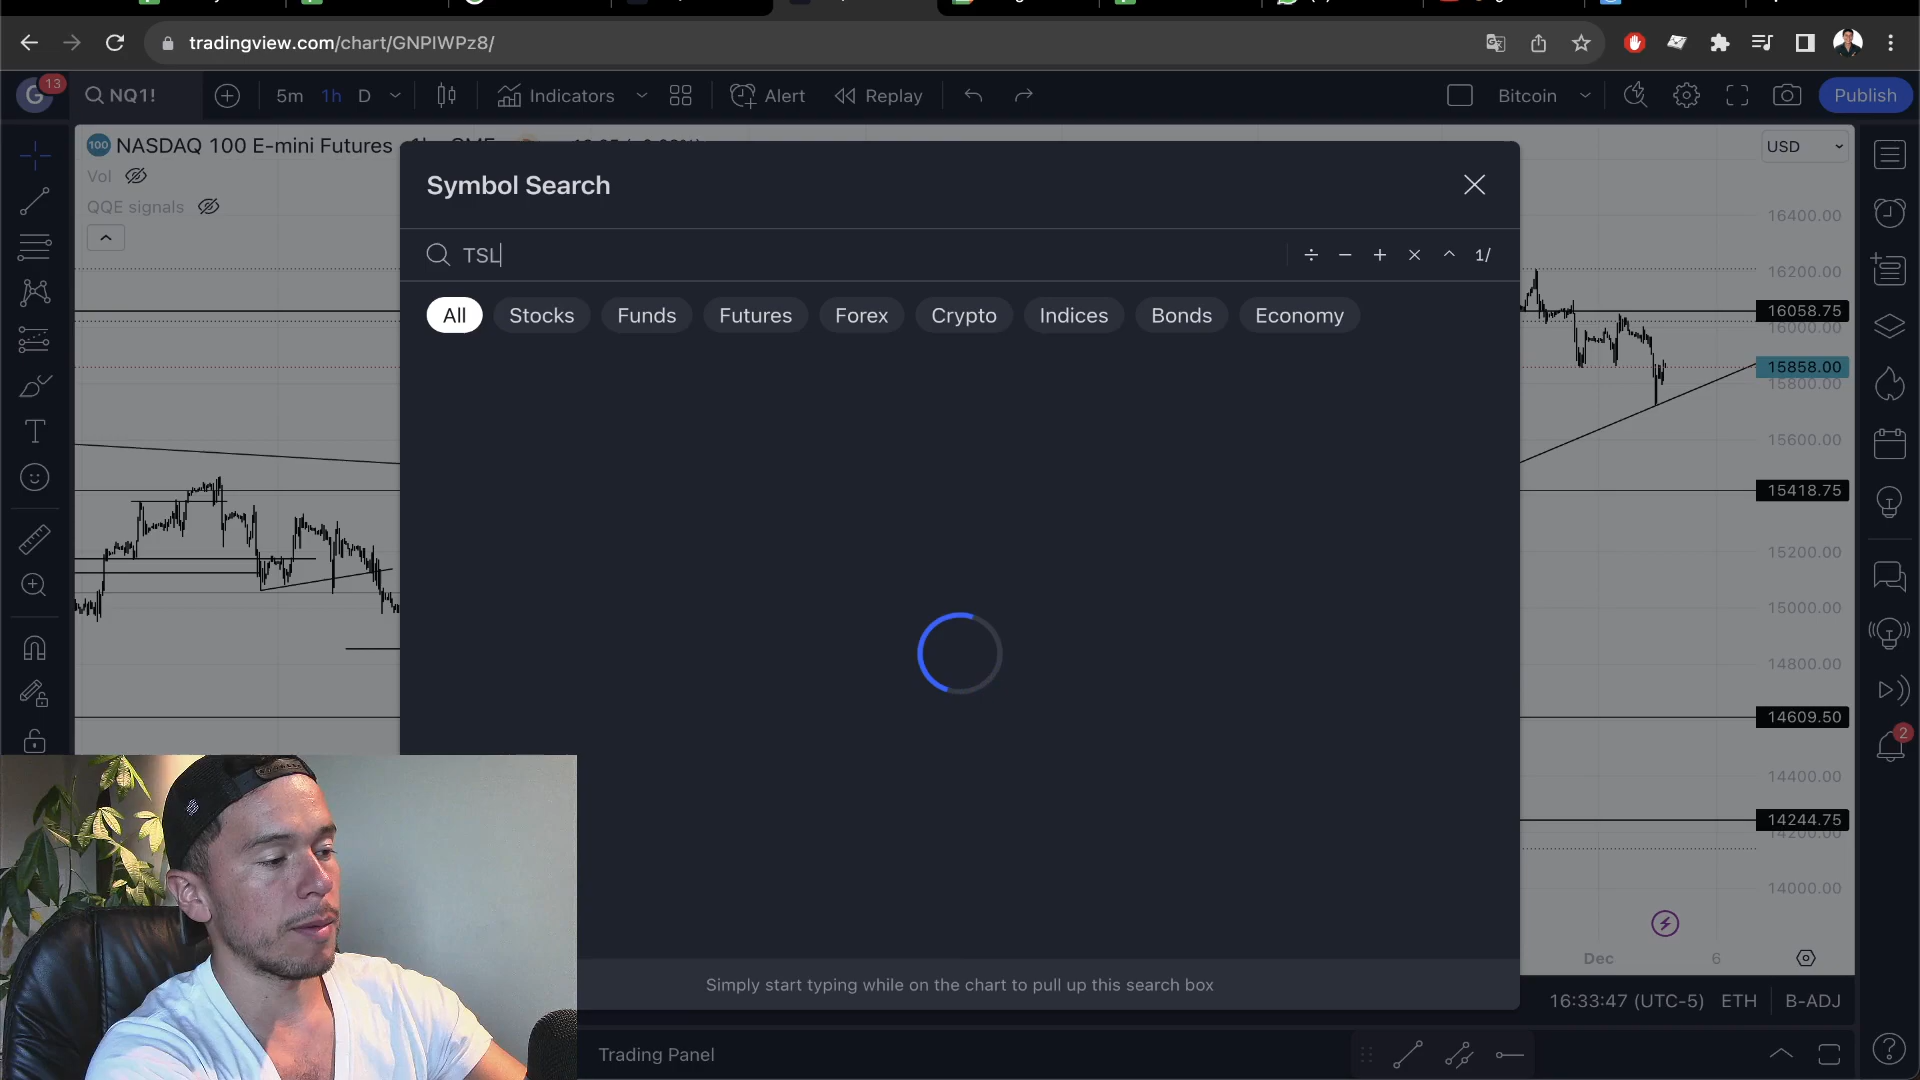 tradingview.com/chart/GNPIWPz8/
G
13
NQ1!
5m
1h
D
Indicators
Alert
Replay
Bitcoin
Publish
100
NASDAQ 100 E-mini Futures
USD
Vol
QQE signals
Symbol Search
TSL
÷ − + × ^ 1/
All
Stocks
Funds
Futures
Forex
Crypto
Indices
Bonds
Economy
16400.00
16200.00
16058.75
16000.00
15858.00
15800.00
15600.00
15418.75
15200.00
15000.00
14800.00
14609.50
14400.00
14244.75
14200.00
14000.00
2
Dec
6
Simply start typing while on the chart to pull up this search box
16:33:47 (UTC-5)
ETH
B-ADJ
Trading Panel